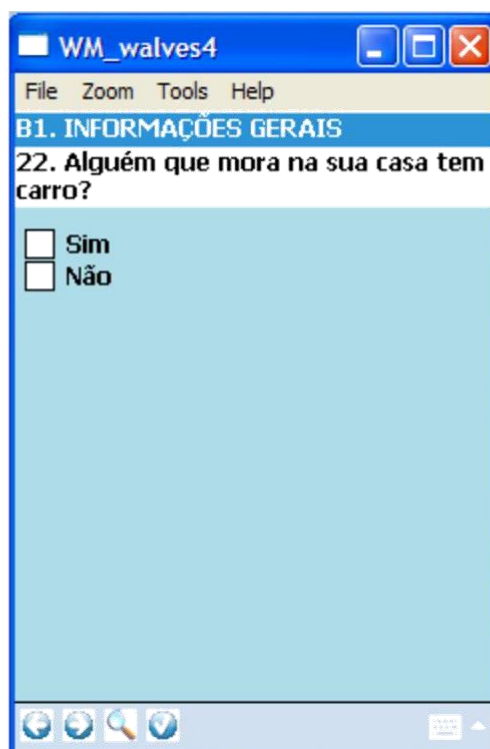 WM_walves4
File Zoom Tools Help
B1. INFORMAÇÕES GERAIS
22. Alguém que mora na sua casa tem
carro?
Sim
Não